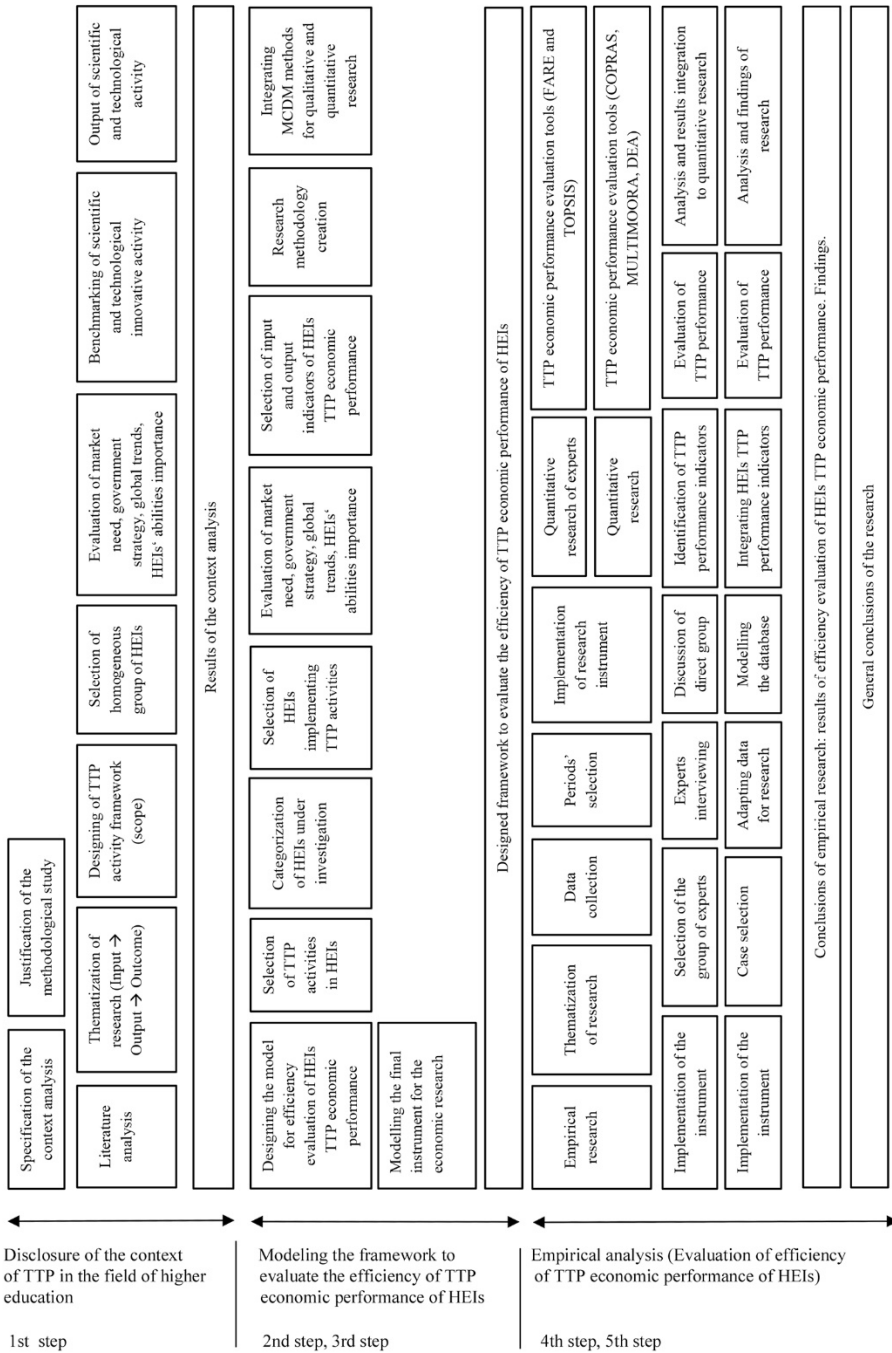 Specification of the
context analysis
Justification of the
methodological study
Literature
analysis
Thematization of
research (Input →
Output → Outcome)
Designing of TTP
activity framework
(scope)
Selection of
homogeneous
group of HEIs
Evaluation of market
need, government
strategy, global trends,
HEIs‘ abilities importance
Benchmarking of scientific
and technological
innovative activity
Output of scientific
and technological
activity
Results of the context analysis
Designing the model
for efficiency
evaluation of HEIs
TTP economic
performance
Selection
of TTP
activities
in HEIs
Categorization
of HEIs under
investigation
Selection of
HEIs
implementing
TTP activities
Evaluation of market
need, government
strategy, global
trends, HEIs‘
abilities importance
Selection of input
and output
indicators of HEIs
TTP economic
performance
Research
methodology
creation
Integrating
MCDM methods
for qualitative and
quantitative
research
Modelling the final
instrument for the
economic research
Designed framework to evaluate the efficiency of TTP economic performance of HEIs
Empirical
research
Thematization
of research
Data
collection
Periods’
selection
Implementation
of research
instrument
Quantitative
research of experts
TTP economic performance evaluation tools (FARE and
TOPSIS)
Quantitative
research
TTP economic performance evaluation tools (COPRAS,
MULTIMOORA, DEA)
Implementation of the
instrument
Selection of the
group of experts
Experts
interviewing
Discussion of
direct group
Identification of TTP
performance indicators
Evaluation of
TTP performance
Analysis and results integration
to quantitative research
Implementation of the
instrument
Case selection
Adapting data
for research
Modelling
the database
Integrating HEIs TTP
performance indicators
Evaluation of
TTP performance
Analysis and findings of
research
Conclusions of empirical research: results of efficiency evaluation of HEIs TTP economic performance. Findings.
General conclusions of the research
Disclosure of the context
of TTP in the field of higher
education
1st step
Modeling the framework to
evaluate the efficiency of TTP
economic performance of HEIs
2nd step, 3rd step
Empirical analysis (Evaluation of efficiency
of TTP economic performance of HEIs)
4th step, 5th step